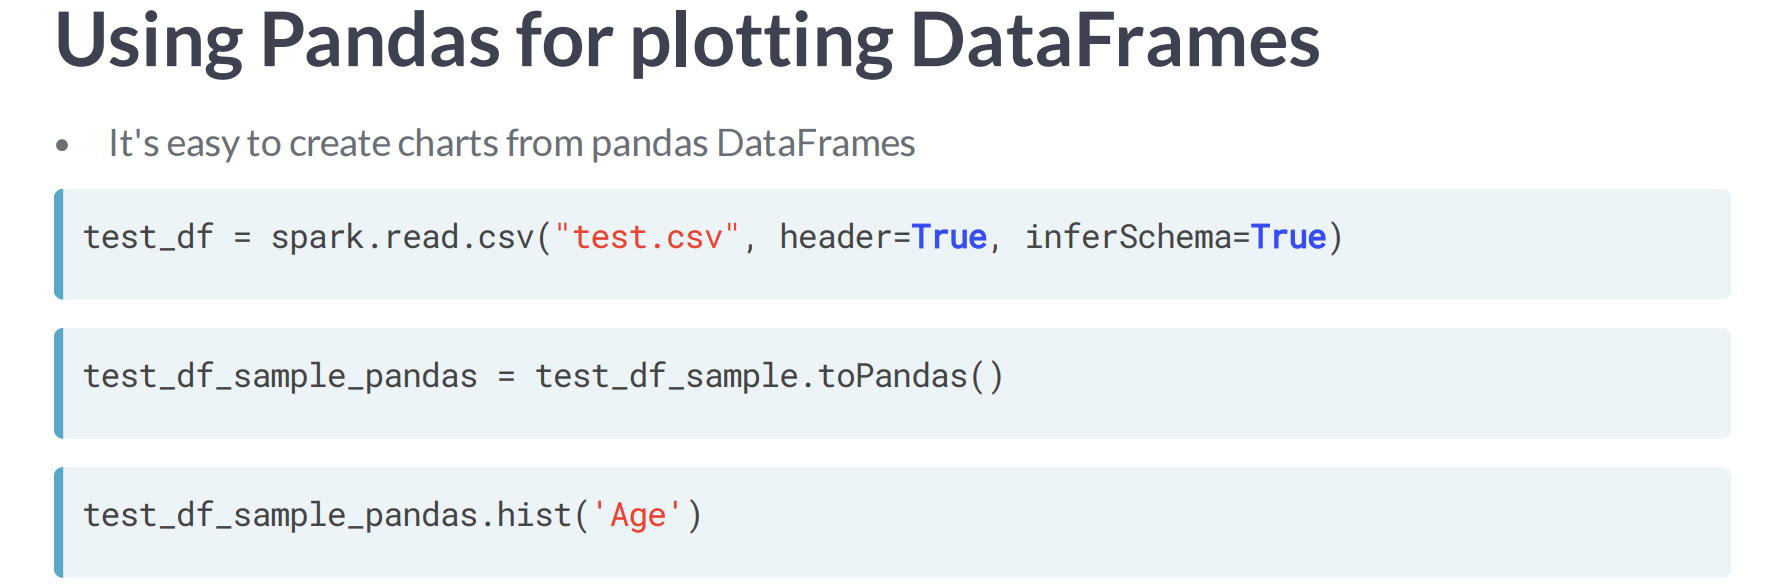 Using Pandas for plotting DataFrames
• It's easy to create charts from pandas DataFrames
test_df = spark.read.csv("test.csv", header=True, inferSchema=True)
test_df_sample_pandas = test_df_sample.toPandas()
test_df_sample_pandas.hist('Age')